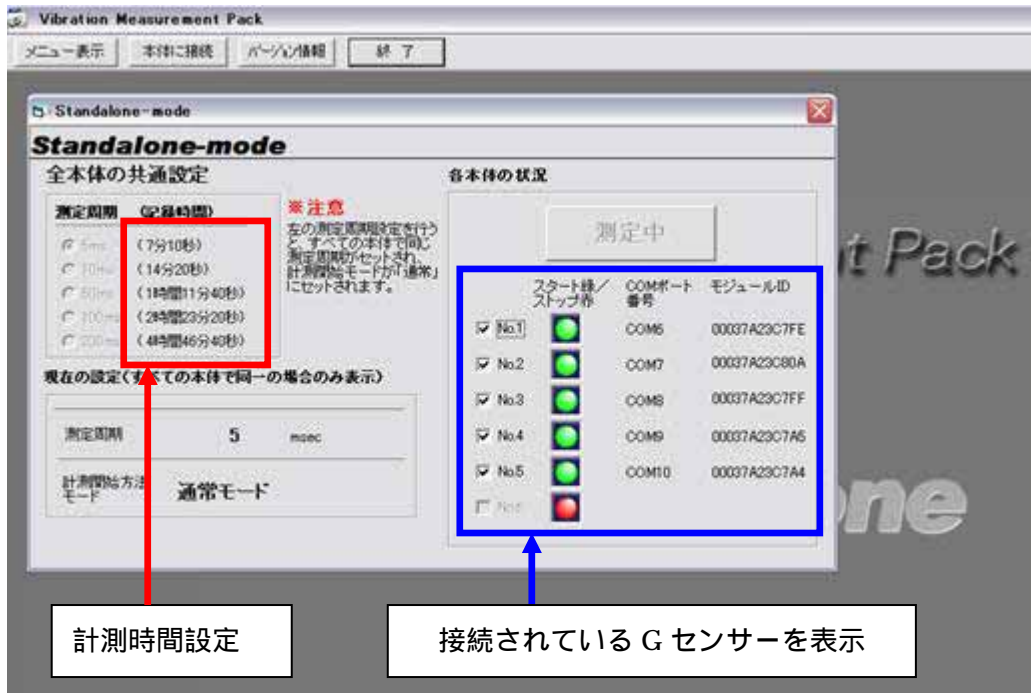 Vibration Measurement Pack
メニュー表示 本体に接続 バージョン情報 終 了
Standalone-mode
Standalone-mode
全本体の共通設定
測定周期 (記録時間)
5ms (7分10秒)
10ms (14分20秒)
50ms (1時間11分40秒)
100ms (2時間23分20秒)
200ms (4時間46分40秒)
※注意
左の測定周期設定を行う
と、すべての本体で同じ
測定周期がセットされ、
計測開始モードが「通常」
にセットされます。
現在の設定(すべての本体で同一の場合のみ表示)
測定周期 5 msec
計測開始方法
モード 通常モード
各本体の状況
測定中
スタート緑/
ストップ赤 COMポート
番号 モジュールID
No.1 COM6 00037A23C7FE
No.2 COM7 00037A23C80A
No.3 COM8 00037A23C7FF
No.4 COM9 00037A23C7A5
No.5 COM10 00037A23C7A4
No.6
t Pack
one
計測時間設定
接続されている G センサーを表示